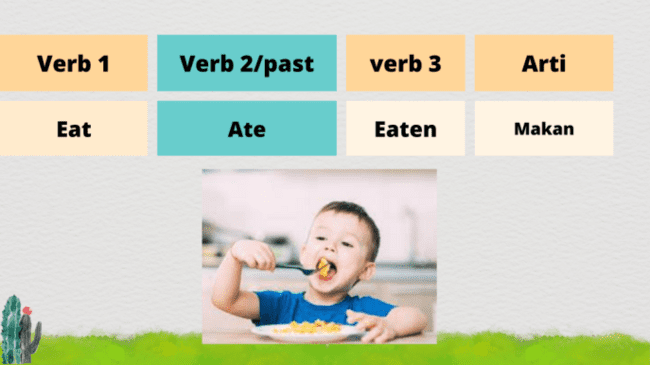 Verb 1 Verb 2/past verb 3 Arti
Eat Ate Eaten Makan